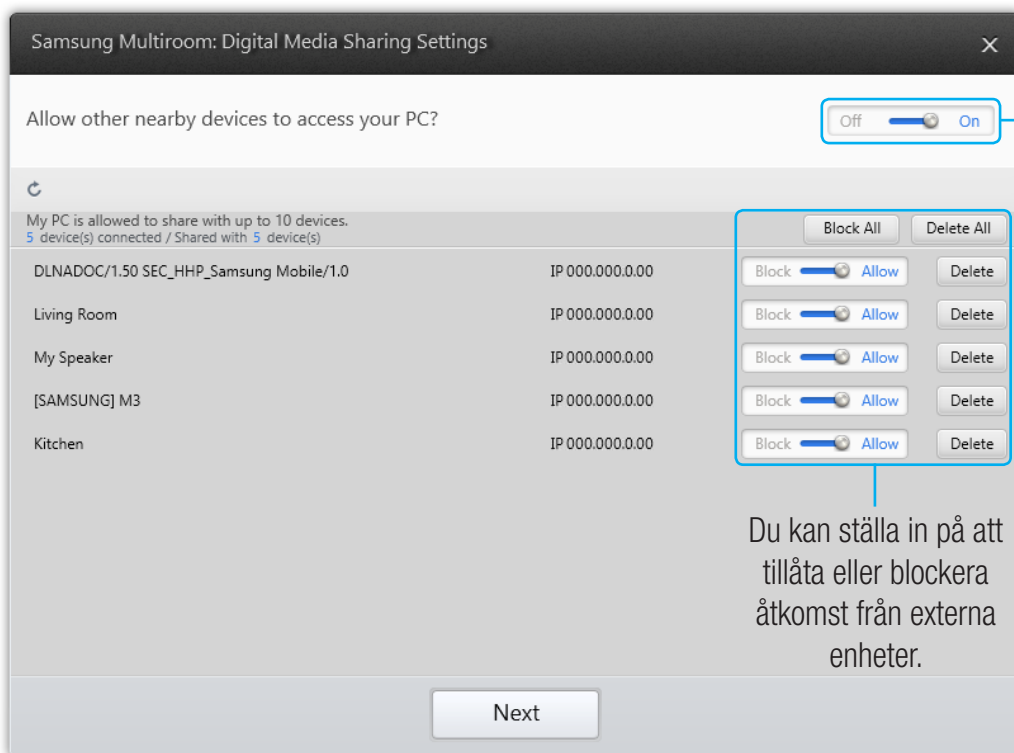 Samsung Multiroom: Digital Media Sharing Settings
Allow other nearby devices to access your PC?
Off On
My PC is allowed to share with up to 10 devices.
5 device(s) connected / Shared with 5 device(s)
Block All Delete All
DLNADOC/1.50 SEC_HHP_Samsung Mobile/1.0 IP 000.000.0.00 Block Allow Delete
Living Room IP 000.000.0.00 Block Allow Delete
My Speaker IP 000.000.0.00 Block Allow Delete
[SAMSUNG] M3 IP 000.000.0.00 Block Allow Delete
Kitchen IP 000.000.0.00 Block Allow Delete
Du kan ställa in på att
tillåta eller blockera
åtkomst från externa
enheter.
Next